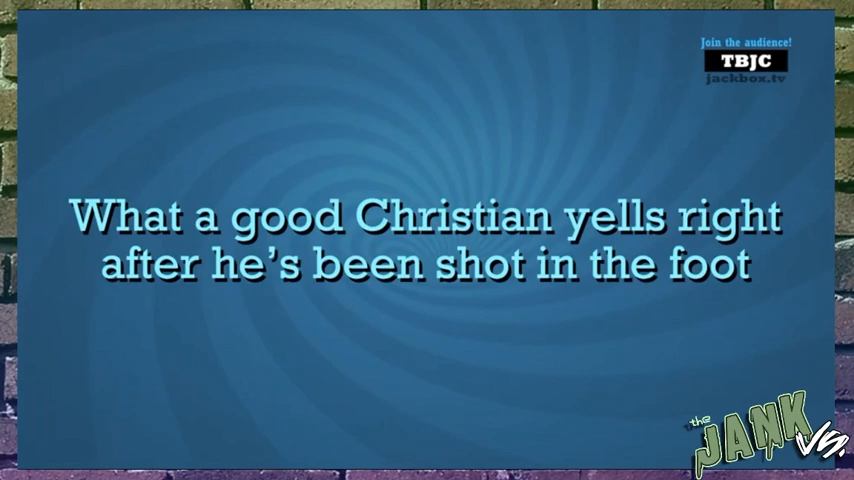 Join the audience!
TBJC
jackbox.tv
What a good Christian yells right
after he's been shot in the foot
the
JANK
vs.